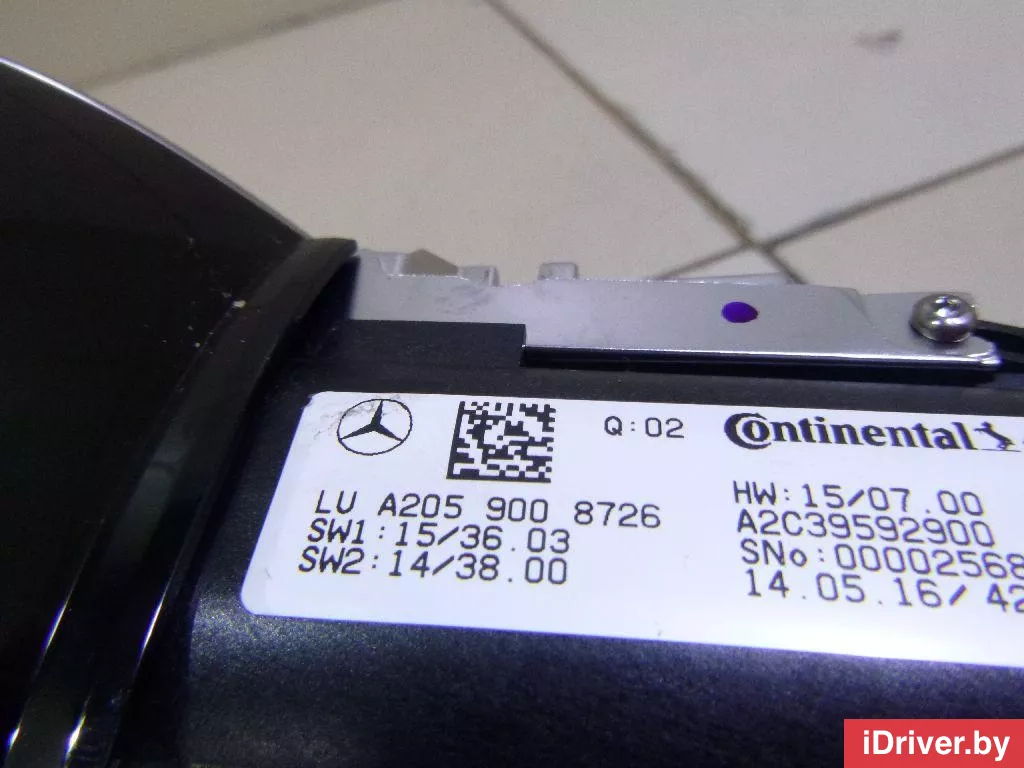 Q:02
Continental
LU A205 900 8726
SW1:15/36.03
SW2:14/38.00
HW:15/07.00
A2C39592900
SNo:00002568
14.05.16/ 42
iDriver.by